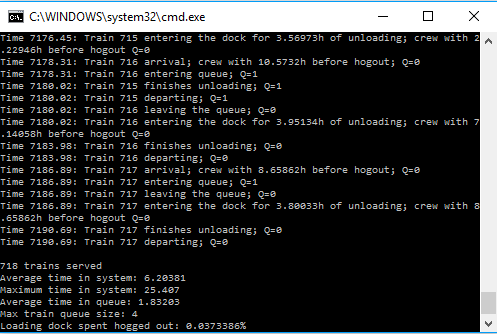 C:\WINDOWS\system32\cmd.exe
Time 7176.45: Train 715 entering the dock for 3.56973h of unloading; crew with 2
.22946h before hogout Q=0
Time 7178.31: Train 716 arrival; crew with 10.5732h before hogout; Q=0
Time 7178.31: Train 716 entering queue; Q=1
Time 7180.02: Train 715 finishes unloading; Q=1
Time 7180.02: Train 715 departing; Q=1
Time 7180.02: Train 716 leaving the queue; Q=0
Time 7180.02: Train 716 entering the dock for 3.95134h of unloading; crew with 7
.14058h before hogout Q=0
Time 7183.98: Train 716 finishes unloading; Q=0
Time 7183.98: Train 716 departing; Q=0
Time 7186.89: Train 717 arrival; crew with 8.65862h before hogout; Q=0
Time 7186.89: Train 717 entering queue; Q=1
Time 7186.89: Train 717 leaving the queue; Q=0
Time 7186.89: Train 717 entering the dock for 3.80033h of unloading; crew with 8
.65862h before hogout Q=0
Time 7190.69: Train 717 finishes unloading; Q=0
Time 7190.69: Train 717 departing; Q=0
718 trains served
Average time in system: 6.20381
Maximum time in system: 25.407
Average time in queue: 1.83203
Max train queue size: 4
Loading dock spent hogged out: 0.0373386%